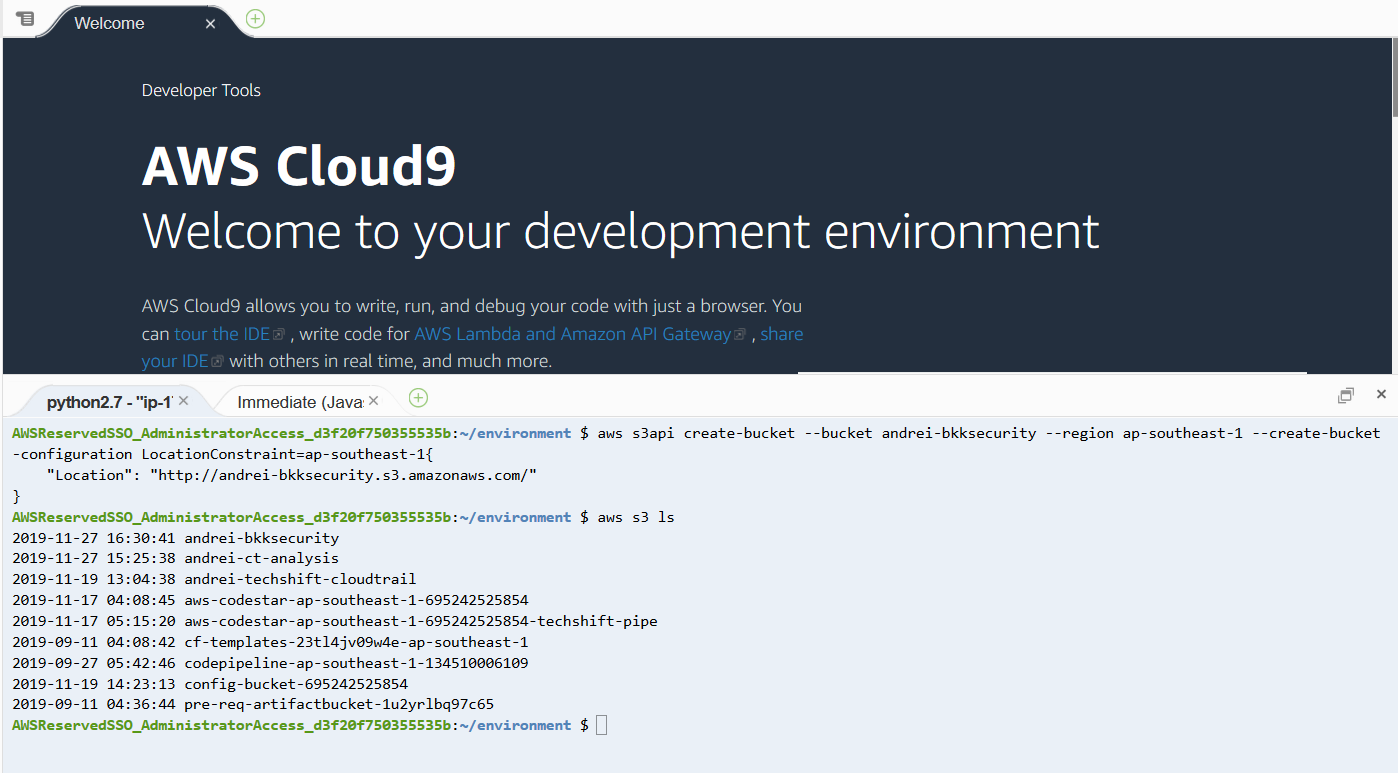 Welcome
Developer Tools
AWS Cloud9
Welcome to your development environment
AWS Cloud9 allows you to write, run, and debug your code with just a browser. You
can tour the IDE , write code for AWS Lambda and Amazon API Gateway , share
your IDE with others in real time, and much more.
python2.7 - "ip-1
Immediate (Java
AWSReservedSSO_AdministratorAccess_d3f20f750355535b:~/environment $ aws s3api create-bucket --bucket andrei-bkksecurity --region ap-southeast-1 --create-bucket
-configuration LocationConstraint=ap-southeast-1{
    "Location": "http://andrei-bkksecurity.s3.amazonaws.com/"
}
AWSReservedSSO_AdministratorAccess_d3f20f750355535b:~/environment $ aws s3 ls
2019-11-27 16:30:41 andrei-bkksecurity
2019-11-27 15:25:38 andrei-ct-analysis
2019-11-19 13:04:38 andrei-techshift-cloudtrail
2019-11-17 04:08:45 aws-codestar-ap-southeast-1-695242525854
2019-11-17 05:15:20 aws-codestar-ap-southeast-1-695242525854-techshift-pipe
2019-09-11 04:08:42 cf-templates-23tl4jv09w4e-ap-southeast-1
2019-09-27 05:42:46 codepipeline-ap-southeast-1-134510006109
2019-11-19 14:23:13 config-bucket-695242525854
2019-09-11 04:36:44 pre-req-artifactbucket-1u2yrlbq97c65
AWSReservedSSO_AdministratorAccess_d3f20f750355535b:~/environment $